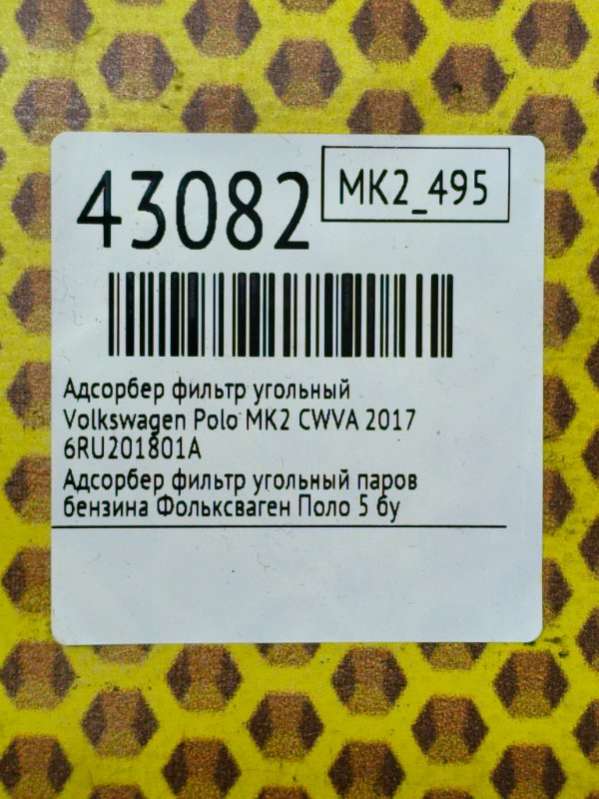 43082
MK2_495
Адсорбер фильтр угольный
Volkswagen Polo MK2 CWVA 2017
6RU201801A
Адсорбер фильтр угольный паров
бензина Фольксваген Поло 5 бу